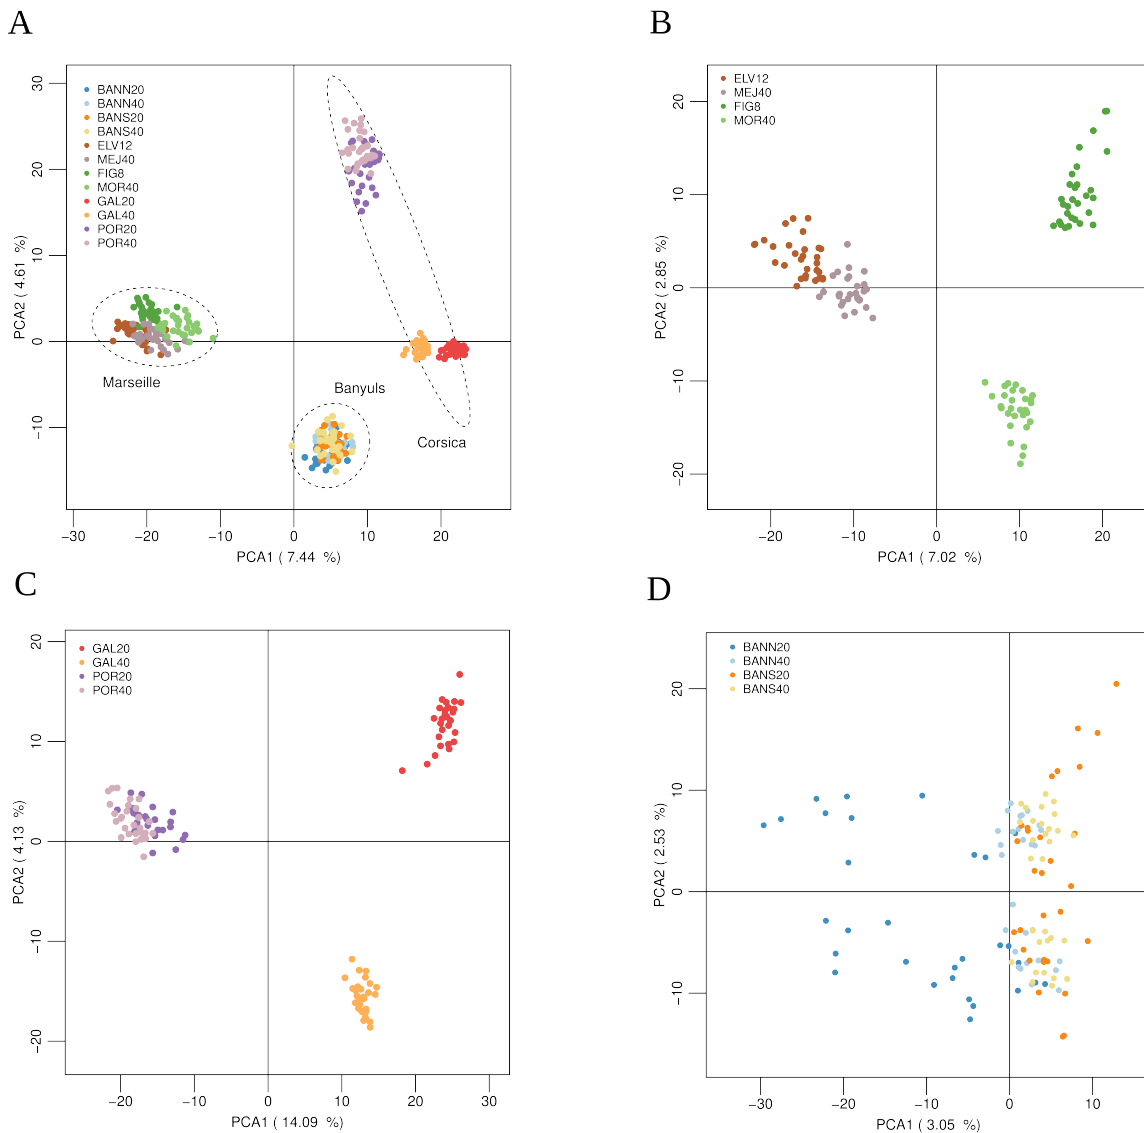 A
BANN20
BANN40
BANS20
BANS40
ELV12
MEJ40
FIG8
MOR40
GAL20
GAL40
POR20
POR40
Marseille
Banyuls
Corsica
30
20
10
0
−10
PCA2 ( 4.61 %)
−30 −20 −10 0 10 20
PCA1 ( 7.44 %)
B
ELV12
MEJ40
FIG8
MOR40
20
10
0
−10
−20
PCA2 ( 2.85 %)
−20 −10 0 10 20
PCA1 ( 7.02 %)
C
GAL20
GAL40
POR20
POR40
20
10
0
−10
−20
PCA2 ( 4.13 %)
−20 −10 0 10 20 30
PCA1 ( 14.09 %)
D
BANN20
BANN40
BANS20
BANS40
20
10
0
−10
PCA2 ( 2.53 %)
−30 −20 −10 0 10
PCA1 ( 3.05 %)